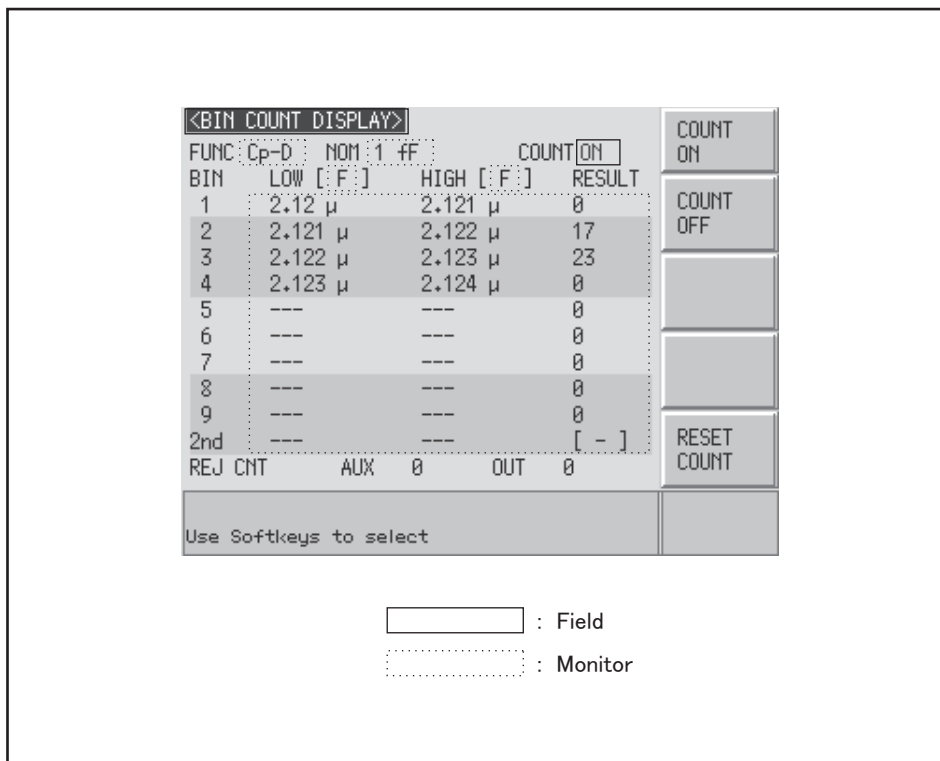 <BIN COUNT DISPLAY>
FUNC Cp-D NOM 1 fF COUNT ON
BIN LOW [ F ] HIGH [ F ] RESULT
1 2.12 µ 2.121 µ 0
2 2.121 µ 2.122 µ 17
3 2.122 µ 2.123 µ 23
4 2.123 µ 2.124 µ 0
5 --- --- 0
6 --- --- 0
7 --- --- 0
8 --- --- 0
9 --- --- 0
2nd --- --- [ - ]
REJ CNT AUX 0 OUT 0
Use Softkeys to select
COUNT
ON
COUNT
OFF
RESET
COUNT
: Field
: Monitor